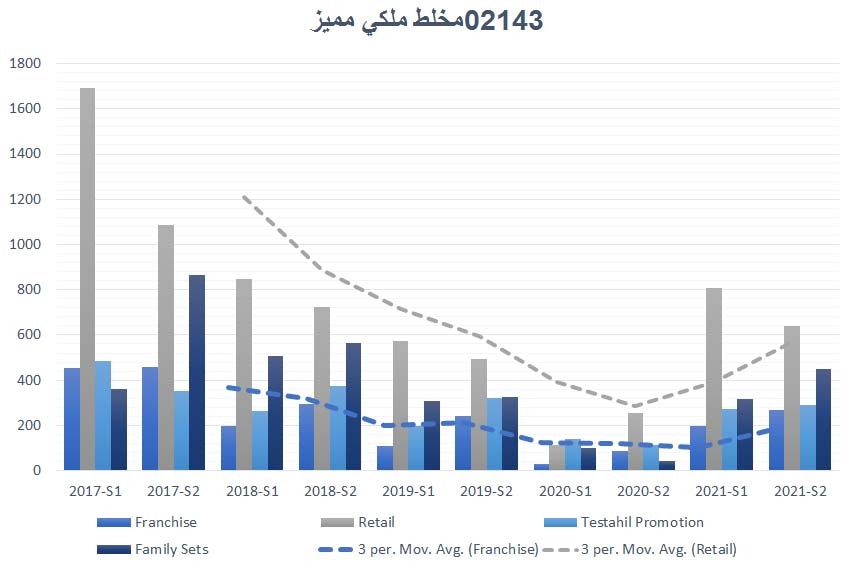 02143مخلط ملكي مميز
1800
1600
1400
1200
1000
800
600
400
200
0
2017-S1 2017-S2 2018-S1 2018-S2 2019-S1 2019-S2 2020-S1 2020-S2 2021-S1 2021-S2
Franchise Retail Testahil Promotion
Family Sets 3 per. Mov. Avg. (Franchise) 3 per. Mov. Avg. (Retail)